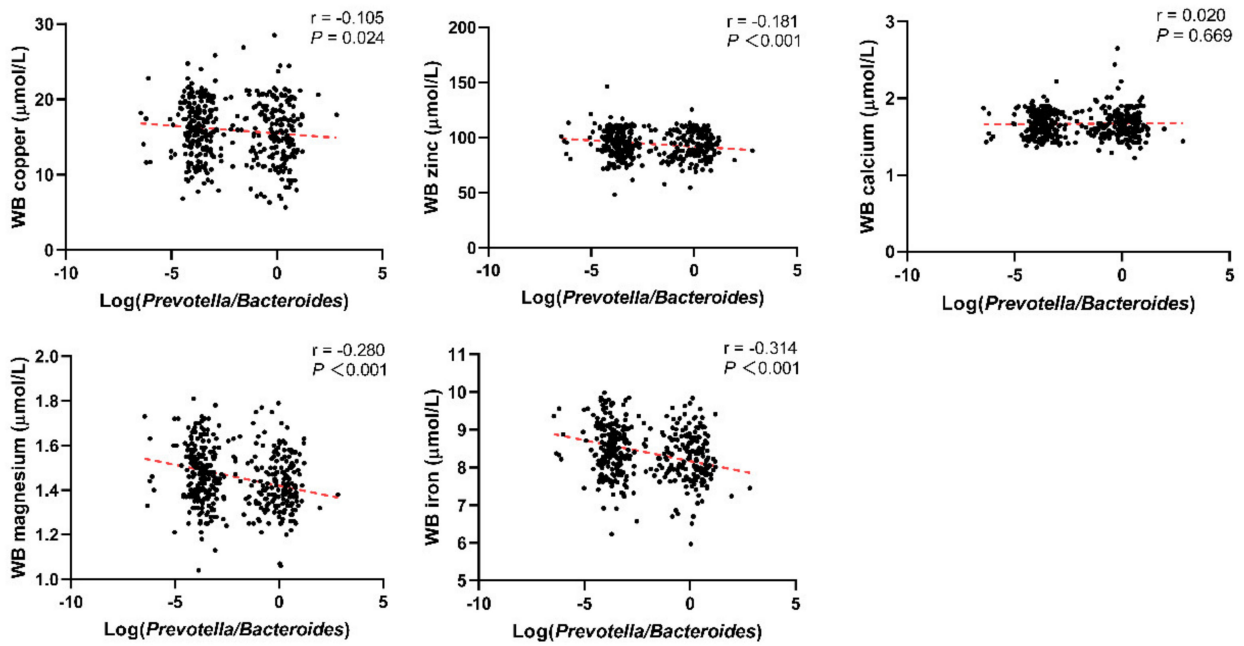 r = -0.105
P = 0.024
30
20
10
0
WB copper (μmol/L)
-10 -5 0 5
Log(Prevotella/Bacteroides)
r = -0.181
P <0.001
200
150
100
50
0
WB zinc (μmol/L)
-10 -5 0 5
Log(Prevotella/Bacteroides)
r = 0.020
P = 0.669
3
2
1
0
WB calcium (μmol/L)
-10 -5 0 5
Log(Prevotella/Bacteroides)
r = -0.280
P <0.001
2.0
1.8
1.6
1.4
1.2
1.0
WB magnesium (μmol/L)
-10 -5 0 5
Log(Prevotella/Bacteroides)
r = -0.314
P <0.001
11
10
9
8
7
6
5
WB iron (μmol/L)
-10 -5 0 5
Log(Prevotella/Bacteroides)